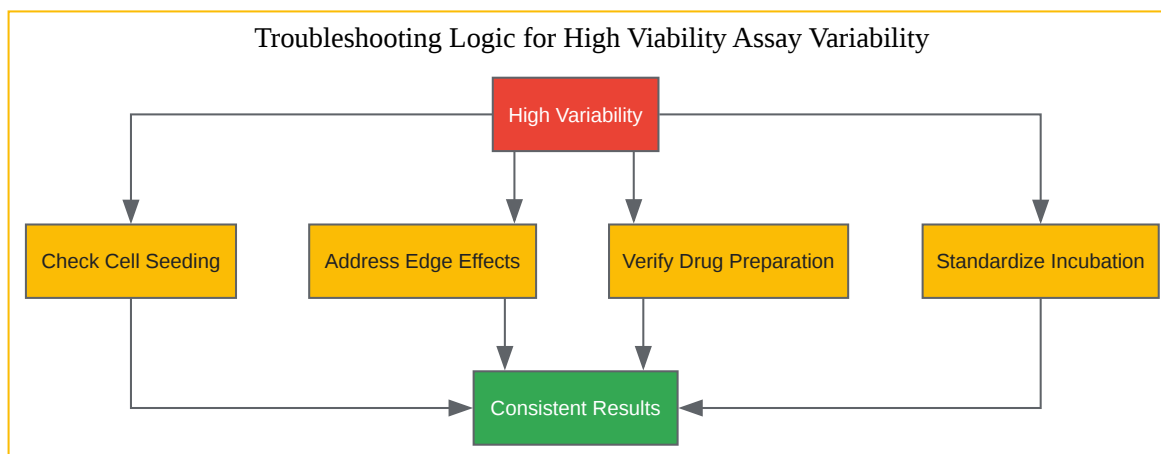 Troubleshooting Logic for High Viability Assay Variability
High Variability
Check Cell Seeding
Address Edge Effects
Verify Drug Preparation
Standardize Incubation
Consistent Results